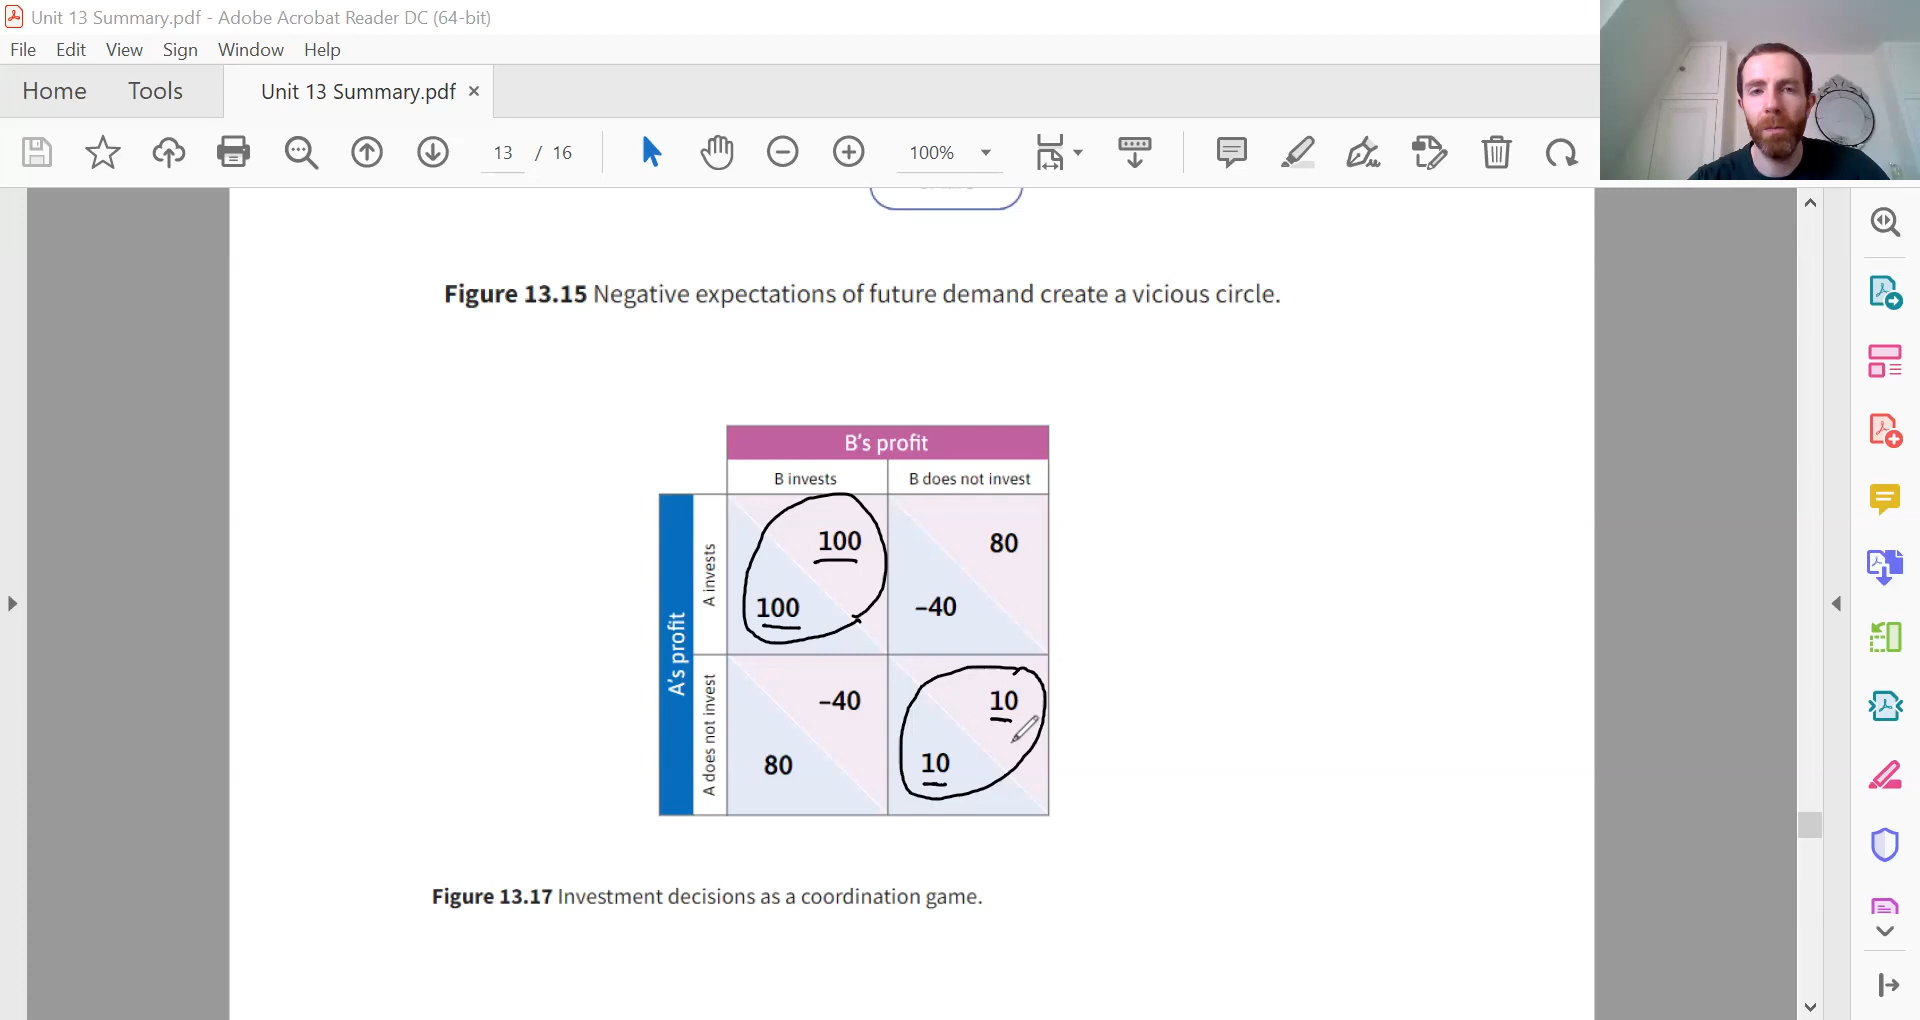 Unit 13 Summary.pdf - Adobe Acrobat Reader DC (64-bit)
File Edit View Sign Window Help
Home Tools Unit 13 Summary.pdf ×
13 / 16 100%
Figure 13.15 Negative expectations of future demand create a vicious circle.
B's profit
B invests B does not invest
A's profit
A invests
100 80
100 –40
A does not invest
–40 10
80 10
Figure 13.17 Investment decisions as a coordination game.